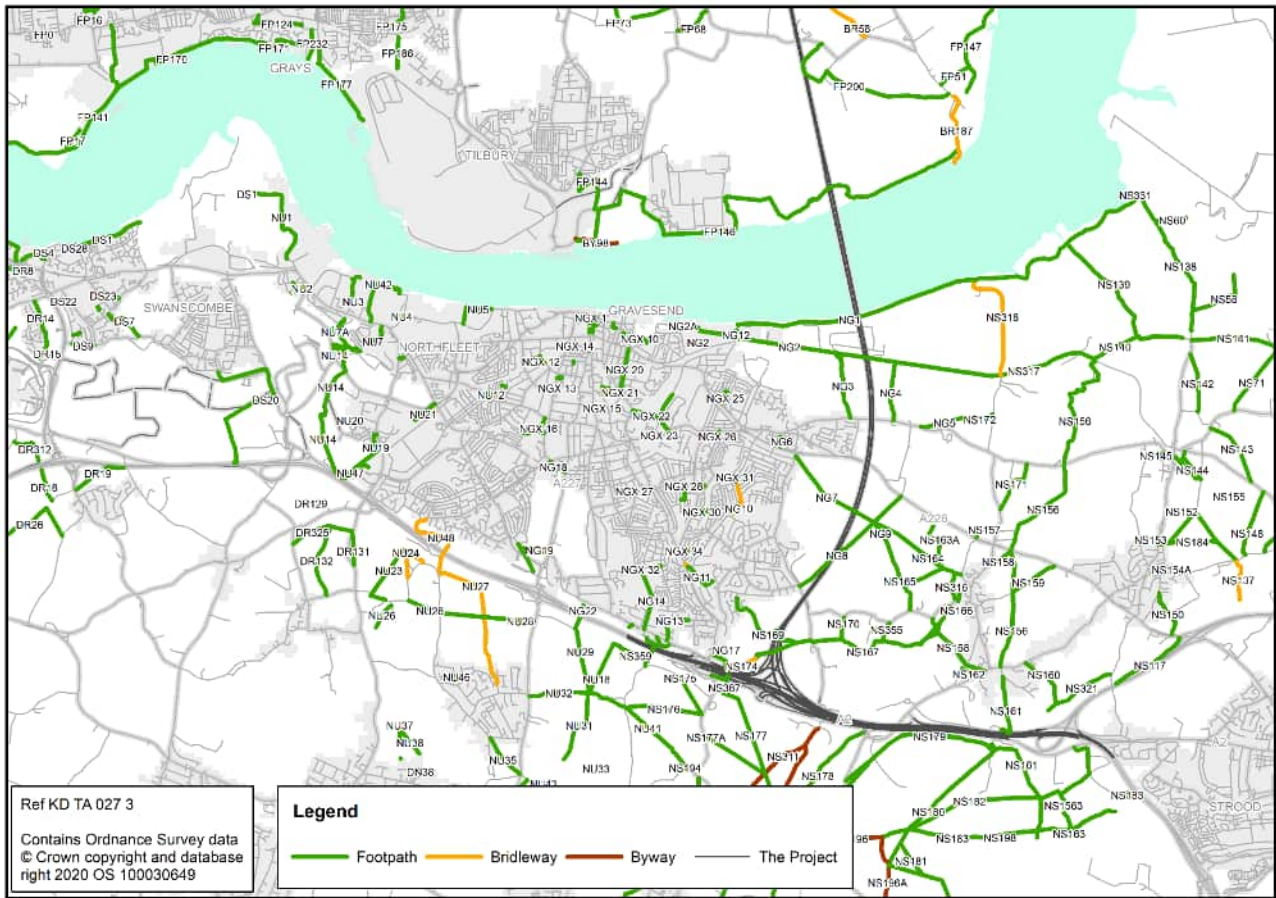 FP16
FP0
FP124
FP175
FP73
FP68
BR58
FP232
FP186
FP147
FP170
GRAYS
FP177
FP51
FP200
FP141
FP17
BR187
TILBURY
FP144
DS1
NS351
NU1
NS60
FP146
BY98
DS1
DS28
DS4
DR8
NS138
NS139
NU2
NU42
NU3
DS23
DS22
SWANSCOMBE
NS58
NS318
DR14
DS7
NU4
NU5
GRAVESEND
NG1
NGX 1
NG2A
NG12
NU7A
NU7
NGX 10
NG2
NG2
DS9
DR15
NORTHFLEET
NGX 14
NS140
NS141
NGX 12
NGX 20
NS317
NU14
NGX 13
NG3
NG4
NS142
NS71
DS20
NU12
NGX 21
NGX 25
NGX 15
NU21
NGX 22
NU20
NG5
NS172
NS156
NGX 16
NGX 23
NGX 26
NU14
NG6
DR312
NU19
NS145
NS143
NU47
NG18
NS144
DR19
A227
NS171
DR18
NGX 31
NGX 28
NGX 27
NG7
NS155
DR129
NG10
NS156
NGX 30
NS152
DR26
A226
DR325
NG9
NS157
NU48
NS163A
NS153
NS184
NS148
DR131
NU24
NG19
NGX 34
NG8
NS164
NS158
DR132
NU23
NGX 32
NG11
NS154A
NS137
NU27
NS165
NS316
NS159
NU26
NU28
NG14
NG22
NS166
NS150
NU28
NG13
NS170
NS355
NS169
NS156
NS168
NU29
NS359
NG17
NS167
NS117
NS174
NU46
NU18
NS175
NS367
NS162
NS160
NU32
NS321
NS176
NS161
NU37
NU31
NU41
NS177A
NS177
A2
NU38
NS179
A2
NU35
NU33
NS311
DN38
NS194
NS178
NS161
NS183
Ref KD TA 027 3
Contains Ordnance Survey data
© Crown copyright and database
right 2020 OS 100030649
Legend
Footpath
Bridleway
Byway
The Project
NS182
NS180
NS1563
STROOD
NS183
NS198
NS163
NS181
NS196A